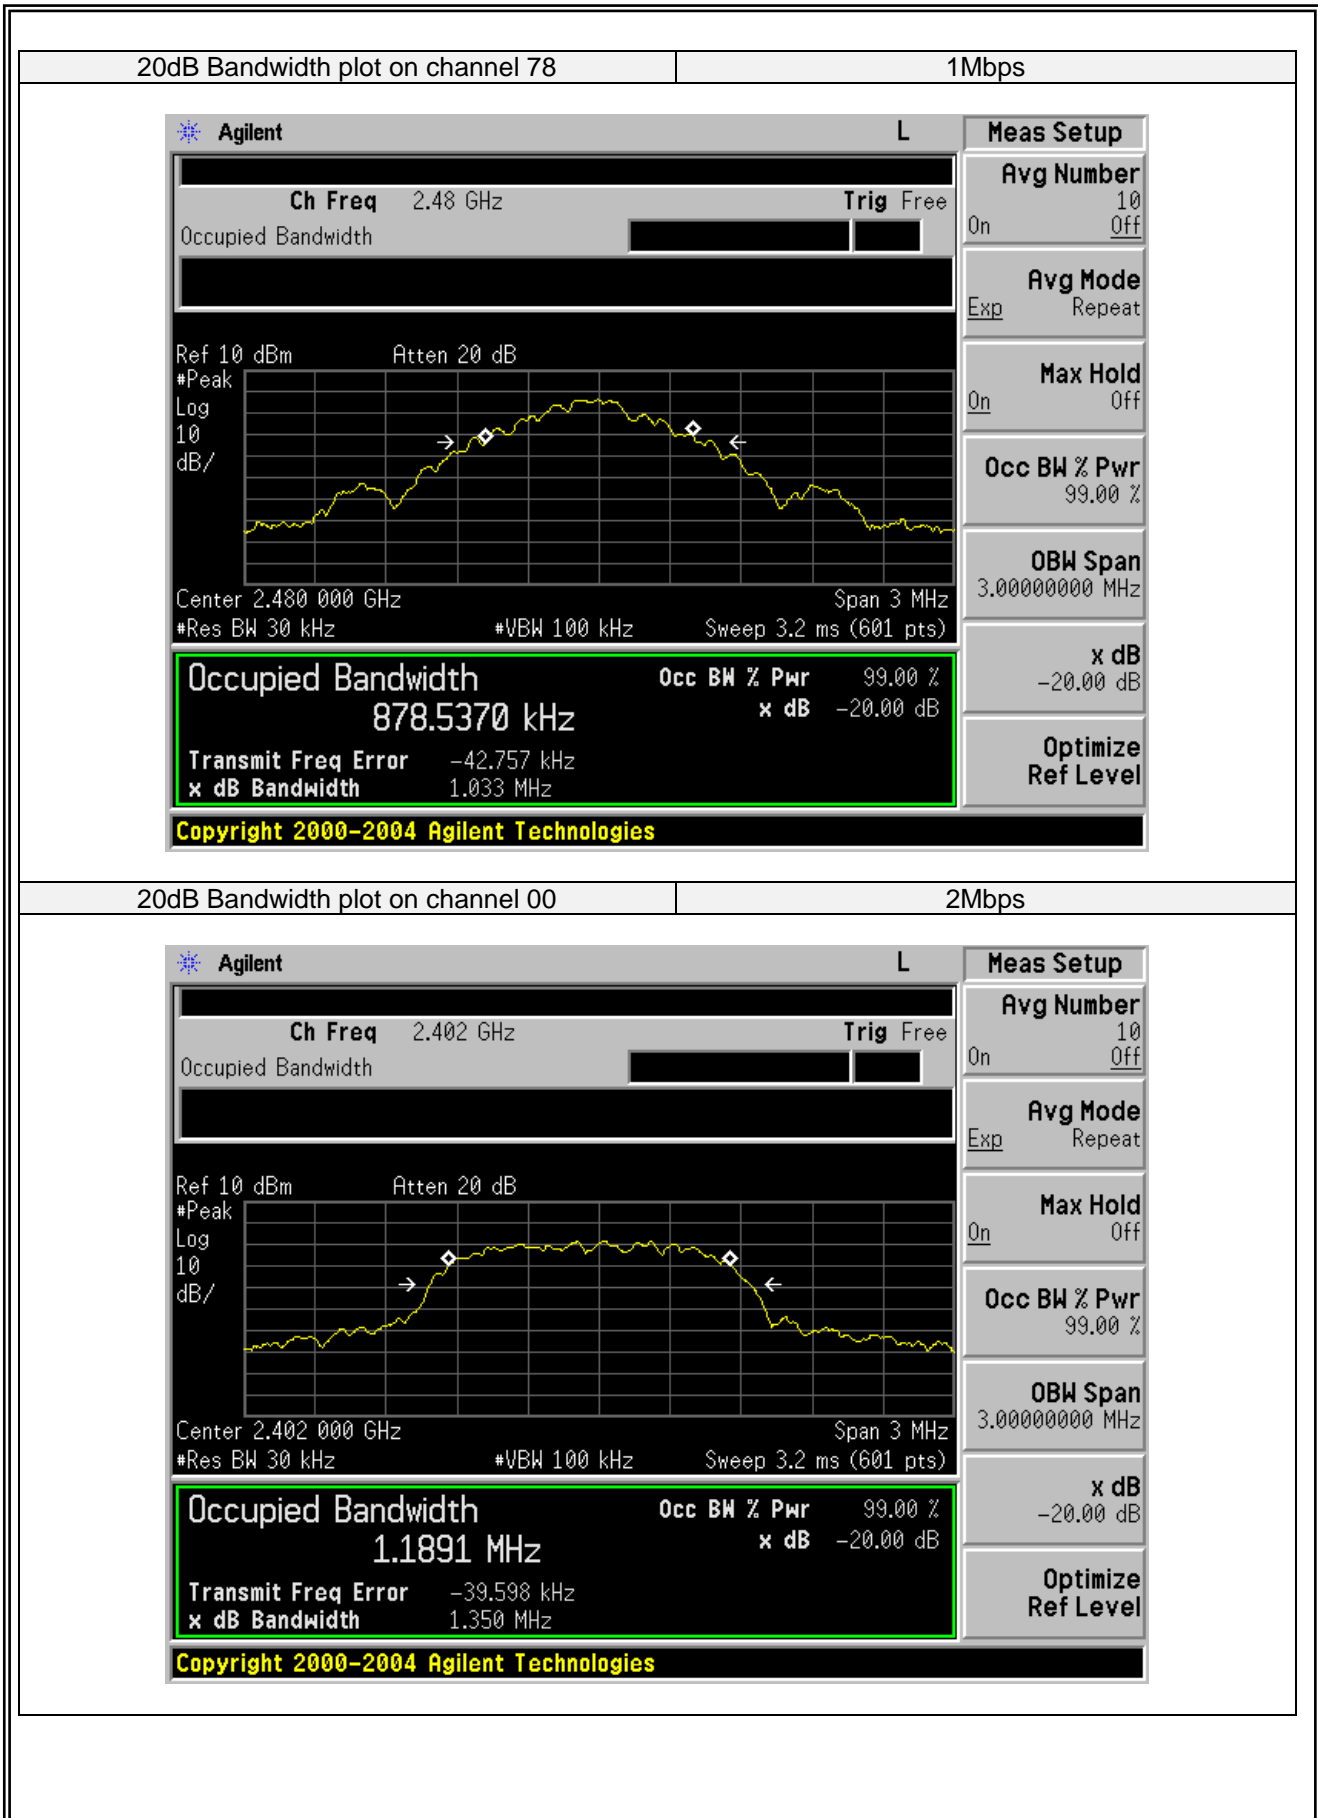 20dB Bandwidth plot on channel 78 1Mbps
Agilent L
Meas Setup
Ch Freq 2.48 GHz Trig Free
Occupied Bandwidth
Avg Number
10
On Off
Avg Mode
Exp Repeat
Ref 10 dBm Atten 20 dB
#Peak
Log
10
dB/
Max Hold
On Off
Occ BW % Pwr
99.00 %
OBW Span
3.00000000 MHz
Center 2.480 000 GHz Span 3 MHz
#Res BW 30 kHz #VBW 100 kHz Sweep 3.2 ms (601 pts)
x dB
-20.00 dB
Occupied Bandwidth Occ BW % Pwr 99.00 %
878.5370 kHz x dB -20.00 dB
Transmit Freq Error -42.757 kHz
x dB Bandwidth 1.033 MHz
Optimize
Ref Level
Copyright 2000-2004 Agilent Technologies
20dB Bandwidth plot on channel 00 2Mbps
Agilent L
Meas Setup
Ch Freq 2.402 GHz Trig Free
Occupied Bandwidth
Avg Number
10
On Off
Avg Mode
Exp Repeat
Ref 10 dBm Atten 20 dB
#Peak
Log
10
dB/
Max Hold
On Off
Occ BW % Pwr
99.00 %
OBW Span
3.00000000 MHz
Center 2.402 000 GHz Span 3 MHz
#Res BW 30 kHz #VBW 100 kHz Sweep 3.2 ms (601 pts)
x dB
-20.00 dB
Occupied Bandwidth Occ BW % Pwr 99.00 %
1.1891 MHz x dB -20.00 dB
Transmit Freq Error -39.598 kHz
x dB Bandwidth 1.350 MHz
Optimize
Ref Level
Copyright 2000-2004 Agilent Technologies